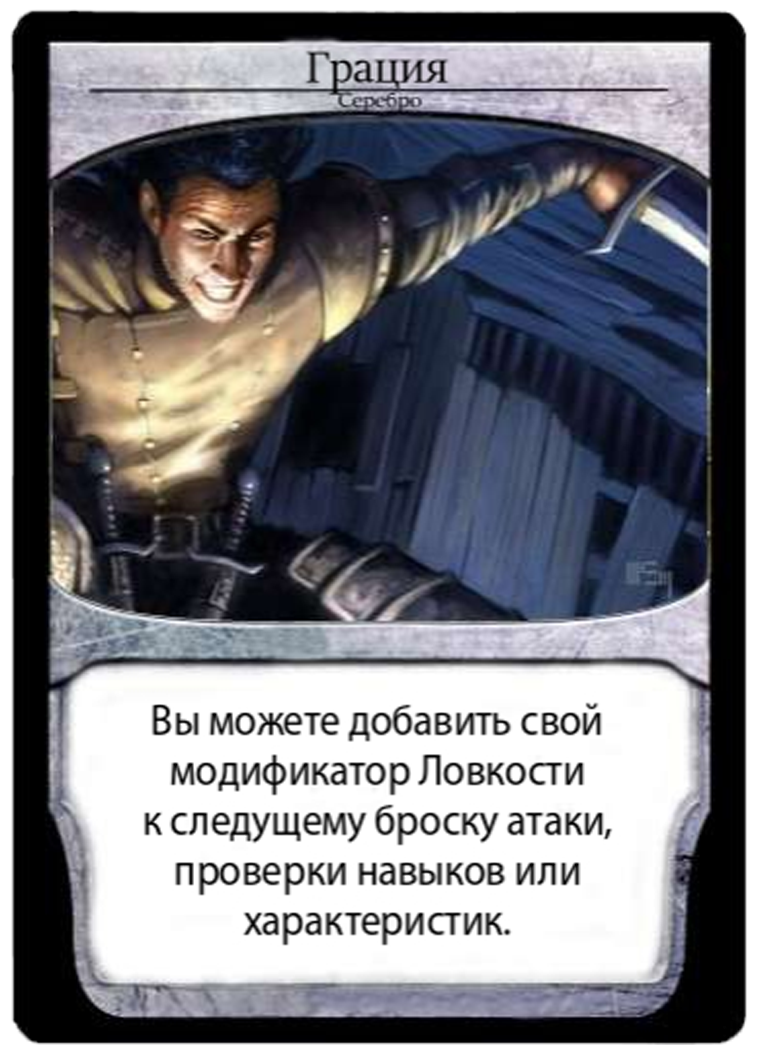 Грация
Серебро
Вы можете добавить свой
модификатор Ловкости
к следущему броску атаки,
проверки навыков или
характеристик.